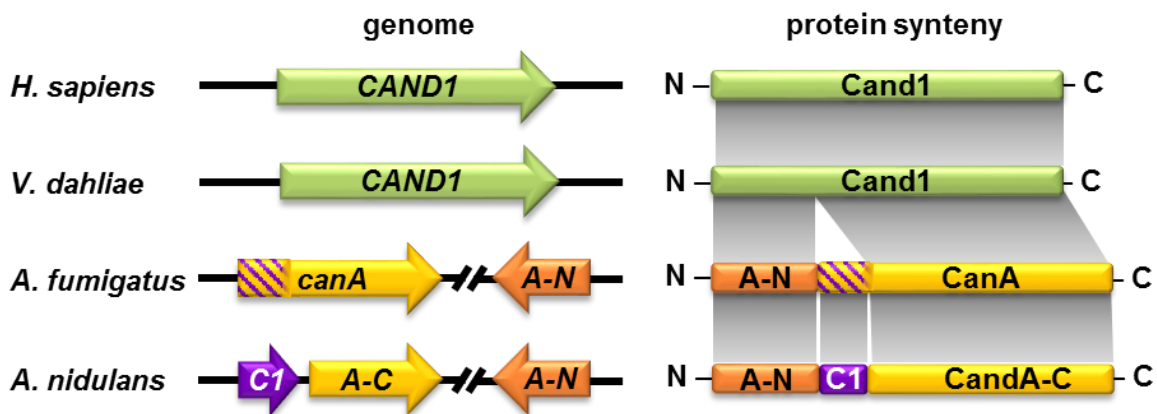 genome protein synteny
H. sapiens CAND1 N Cand1 C
V. dahliae CAND1 N Cand1 C
A. fumigatus canA A-N N A-N CanA C
A. nidulans C1 A-C A-N N A-N C1 CandA-C C